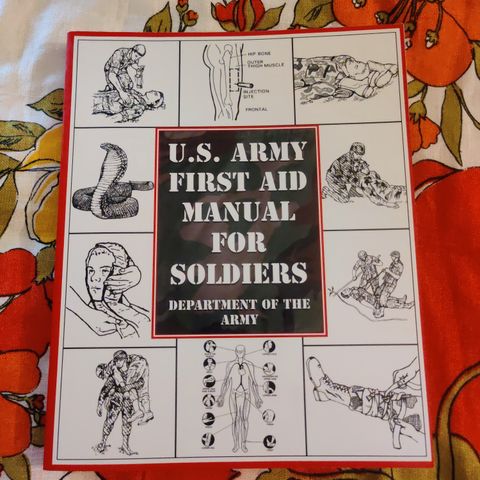 HIP BONE
OUTER
THIGH MUSCLE
INJECTION
SITE
FRONTAL
U.S. ARMY
FIRST AID
MANUAL
FOR
SOLDIERS
DEPARTMENT OF THE
ARMY